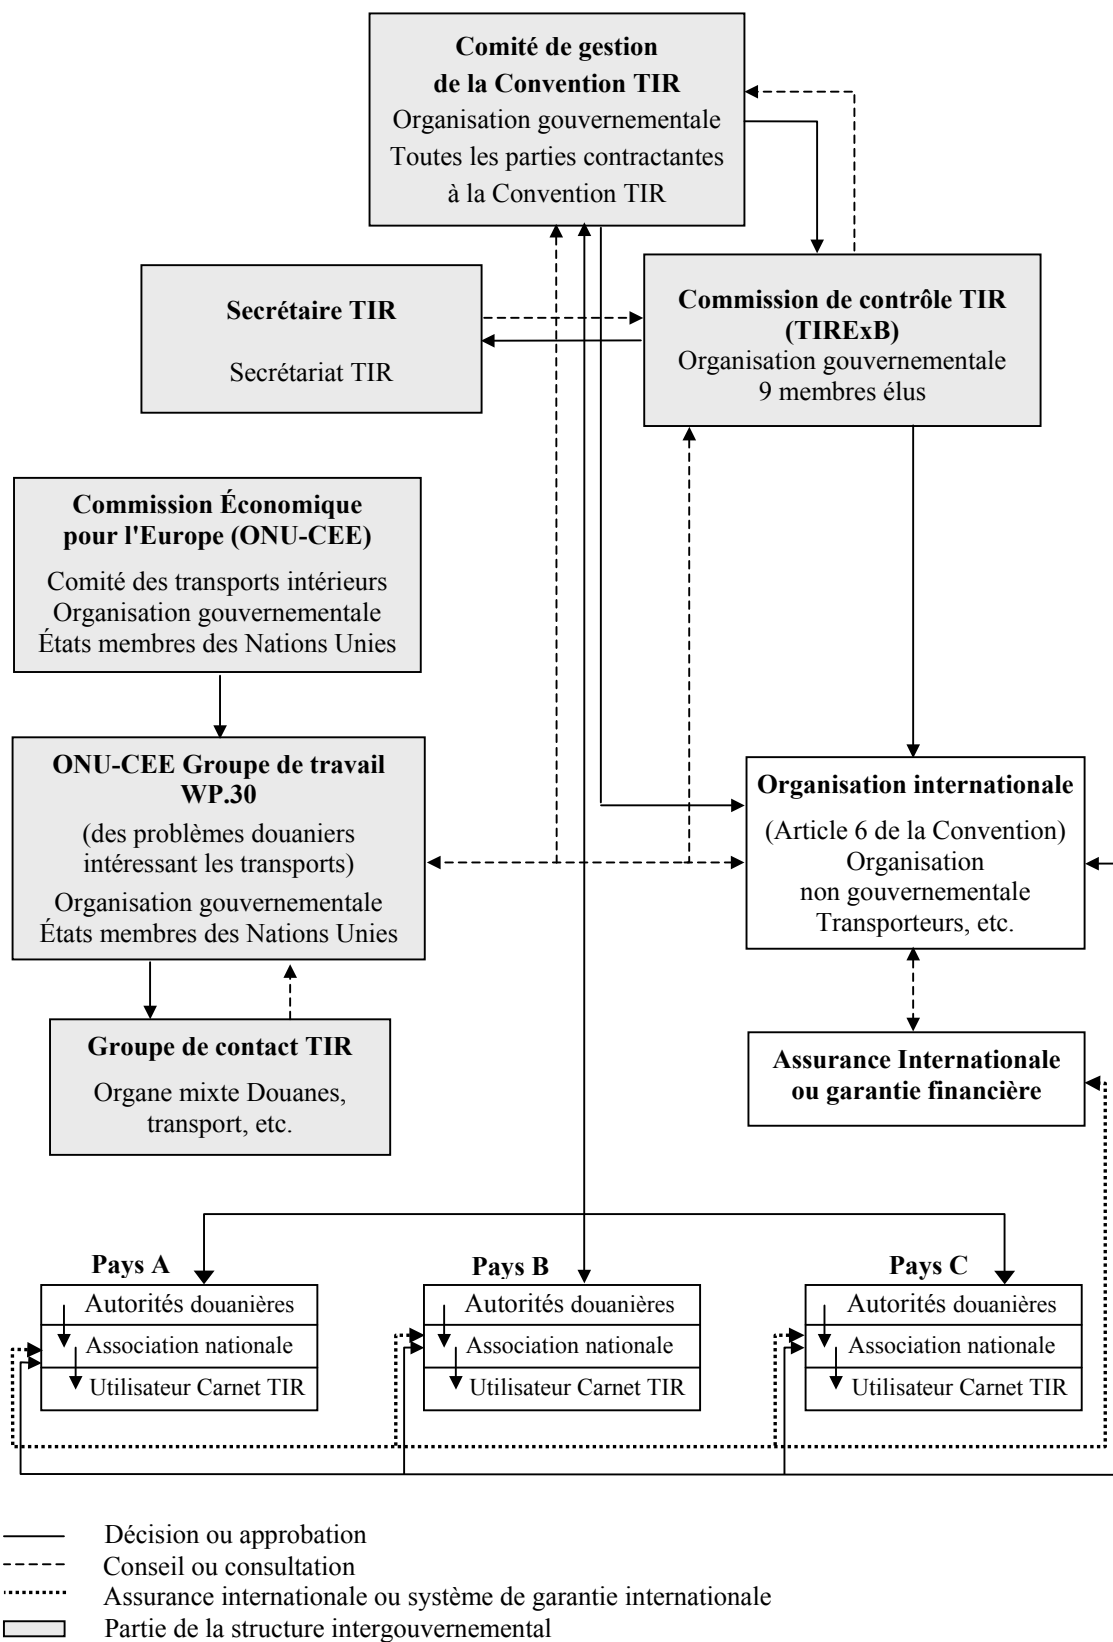 Comité de gestion
de la Convention TIR
Organisation gouvernementale
Toutes les parties contractantes
à la Convention TIR
Secrétaire TIR
Secrétariat TIR
Commission de contrôle TIR
(TIRExB)
Organisation gouvernementale
9 membres élus
Commission Économique
pour l'Europe (ONU-CEE)
Comité des transports intérieurs
Organisation gouvernementale
États membres des Nations Unies
ONU-CEE Groupe de travail
WP.30
(des problèmes douaniers
intéressant les transports)
Organisation gouvernementale
États membres des Nations Unies
Organisation internationale
(Article 6 de la Convention)
Organisation
non gouvernementale
Transporteurs, etc.
Groupe de contact TIR
Organe mixte Douanes,
transport, etc.
Assurance Internationale
ou garantie financière
Pays A
Autorités douanières
Association nationale
Utilisateur Carnet TIR
Pays B
Autorités douanières
Association nationale
Utilisateur Carnet TIR
Pays C
Autorités douanières
Association nationale
Utilisateur Carnet TIR
Décision ou approbation
Conseil ou consultation
Assurance internationale ou système de garantie internationale
Partie de la structure intergouvernemental